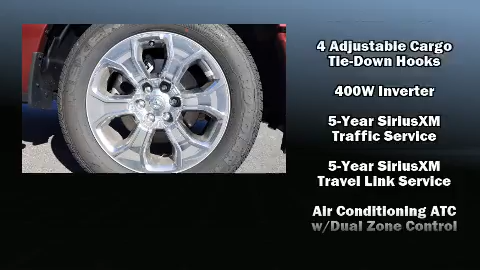 4 Adjustable Cargo
Tie-Down Hooks
400W Inverter
5-Year SiriusXM
Traffic Service
5-Year SiriusXM
Travel Link Service
Air Conditioning ATC
w/Dual Zone Control